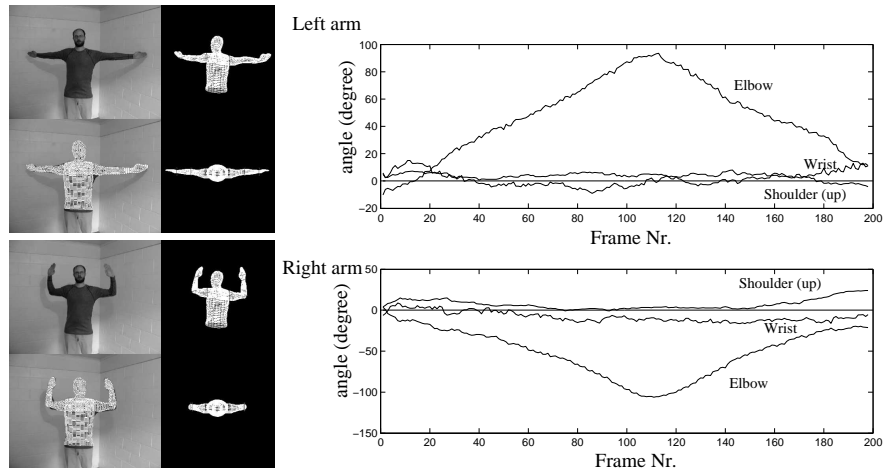 Left arm
100
80
60
40
20
0
−20
angle (degree)
Elbow
Wrist
Shoulder (up)
0 20 40 60 80 100 120 140 160 180 200
Frame Nr.
Right arm
50
0
−50
−100
−150
angle (degree)
Shoulder (up)
Wrist
Elbow
0 20 40 60 80 100 120 140 160 180 200
Frame Nr.